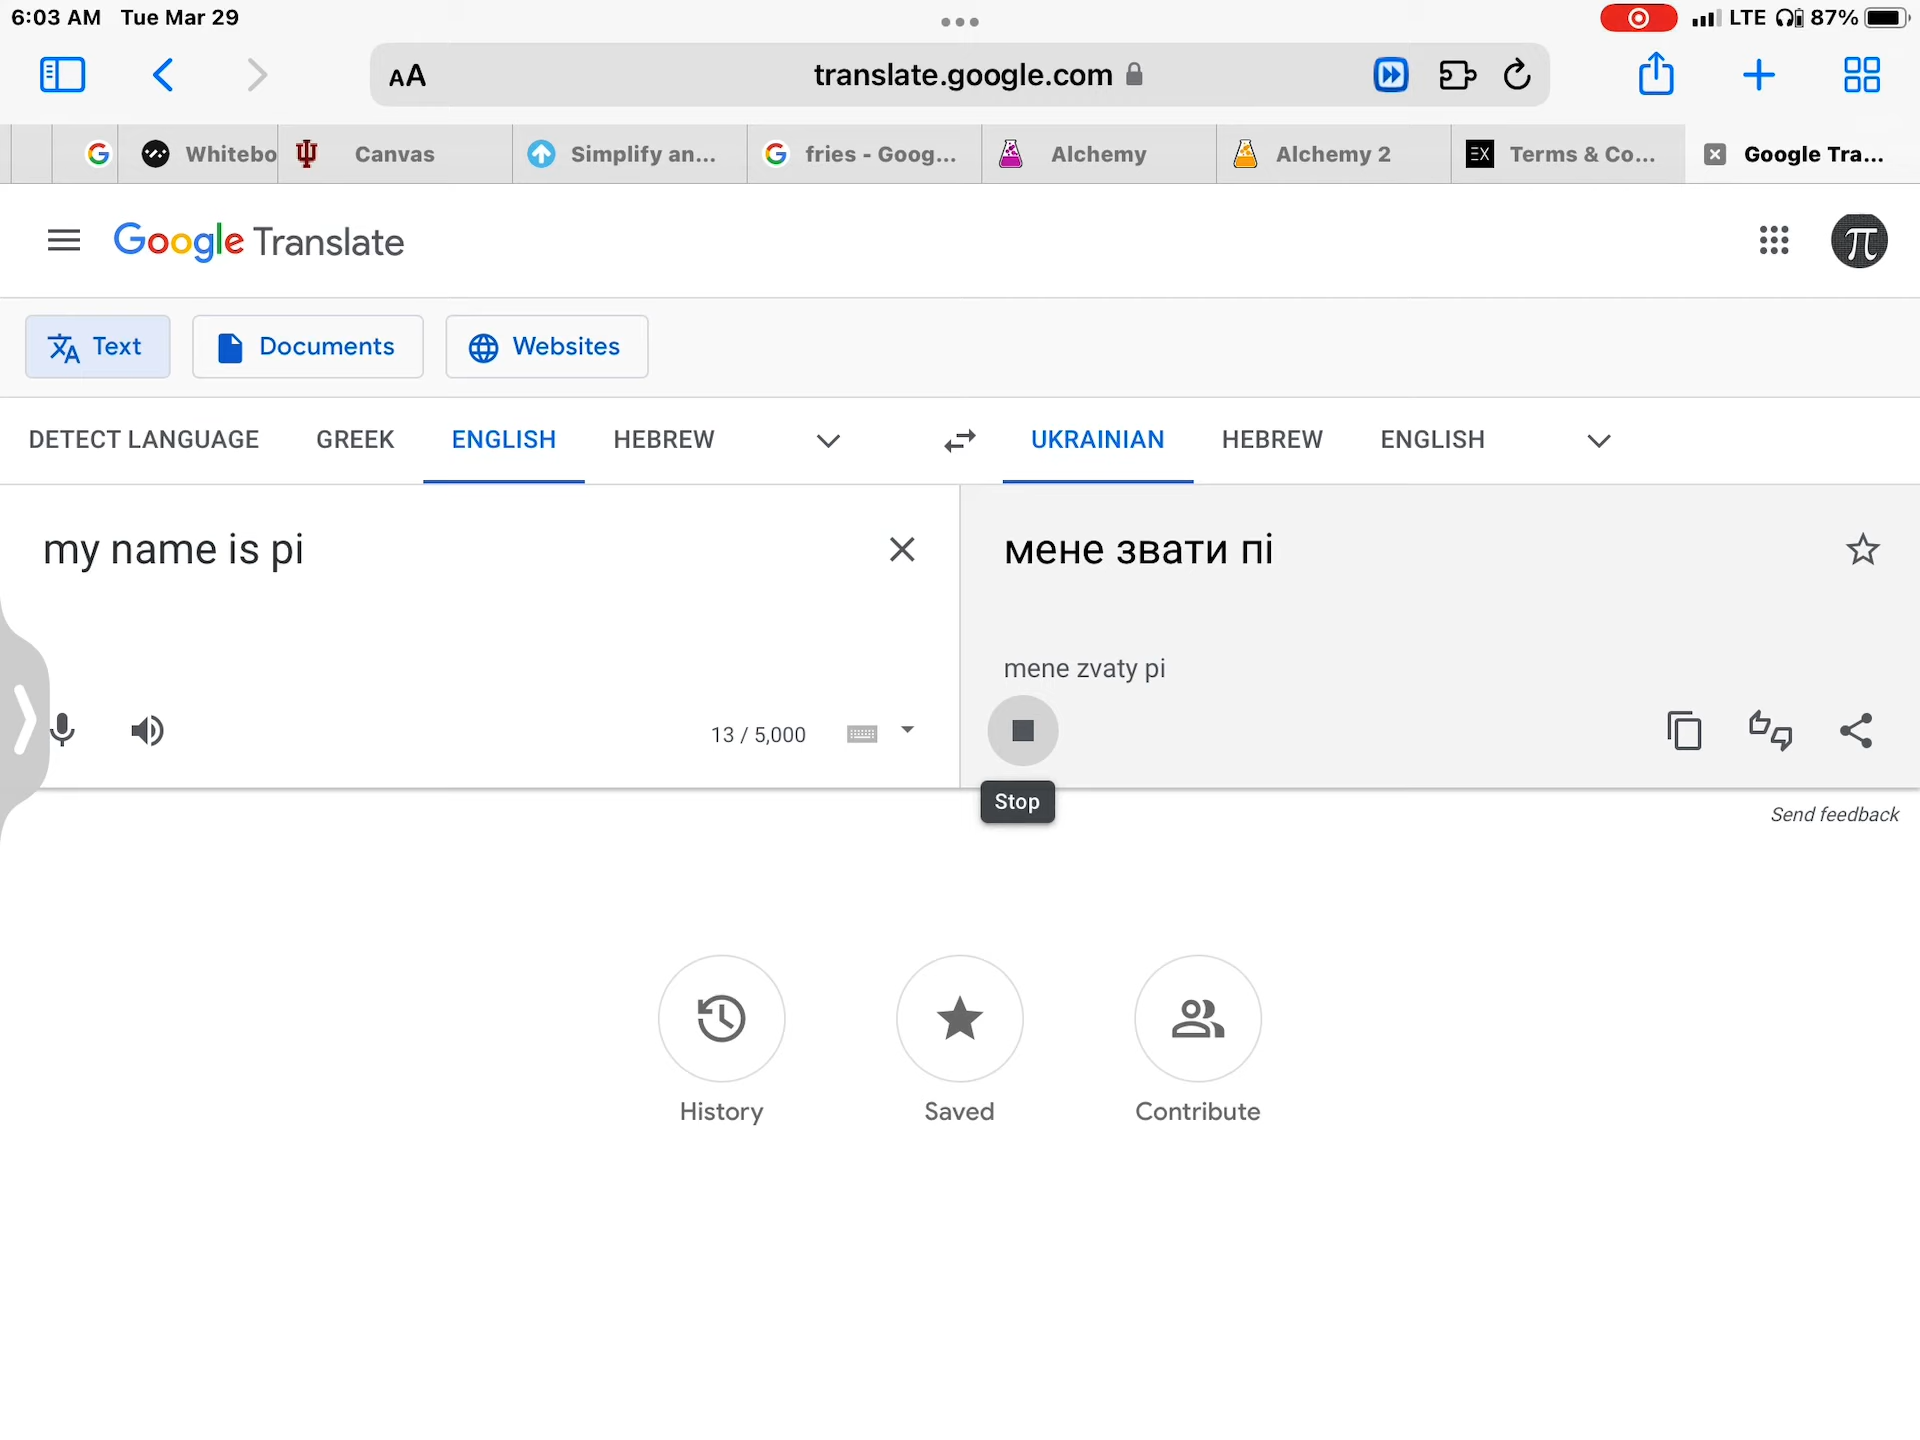 6:03 AM Tue Mar 29
LTE 87%
AA translate.google.com
Whitebo Canvas Simplify an... fries - Goog... Alchemy Alchemy 2 EX Terms & Co... Google Tra...
Google Translate π
Text Documents Websites
DETECT LANGUAGE GREEK ENGLISH HEBREW UKRAINIAN HEBREW ENGLISH
my name is pi
13 / 5,000
мене звати пі
mene zvaty pi
Stop
Send feedback
History Saved Contribute